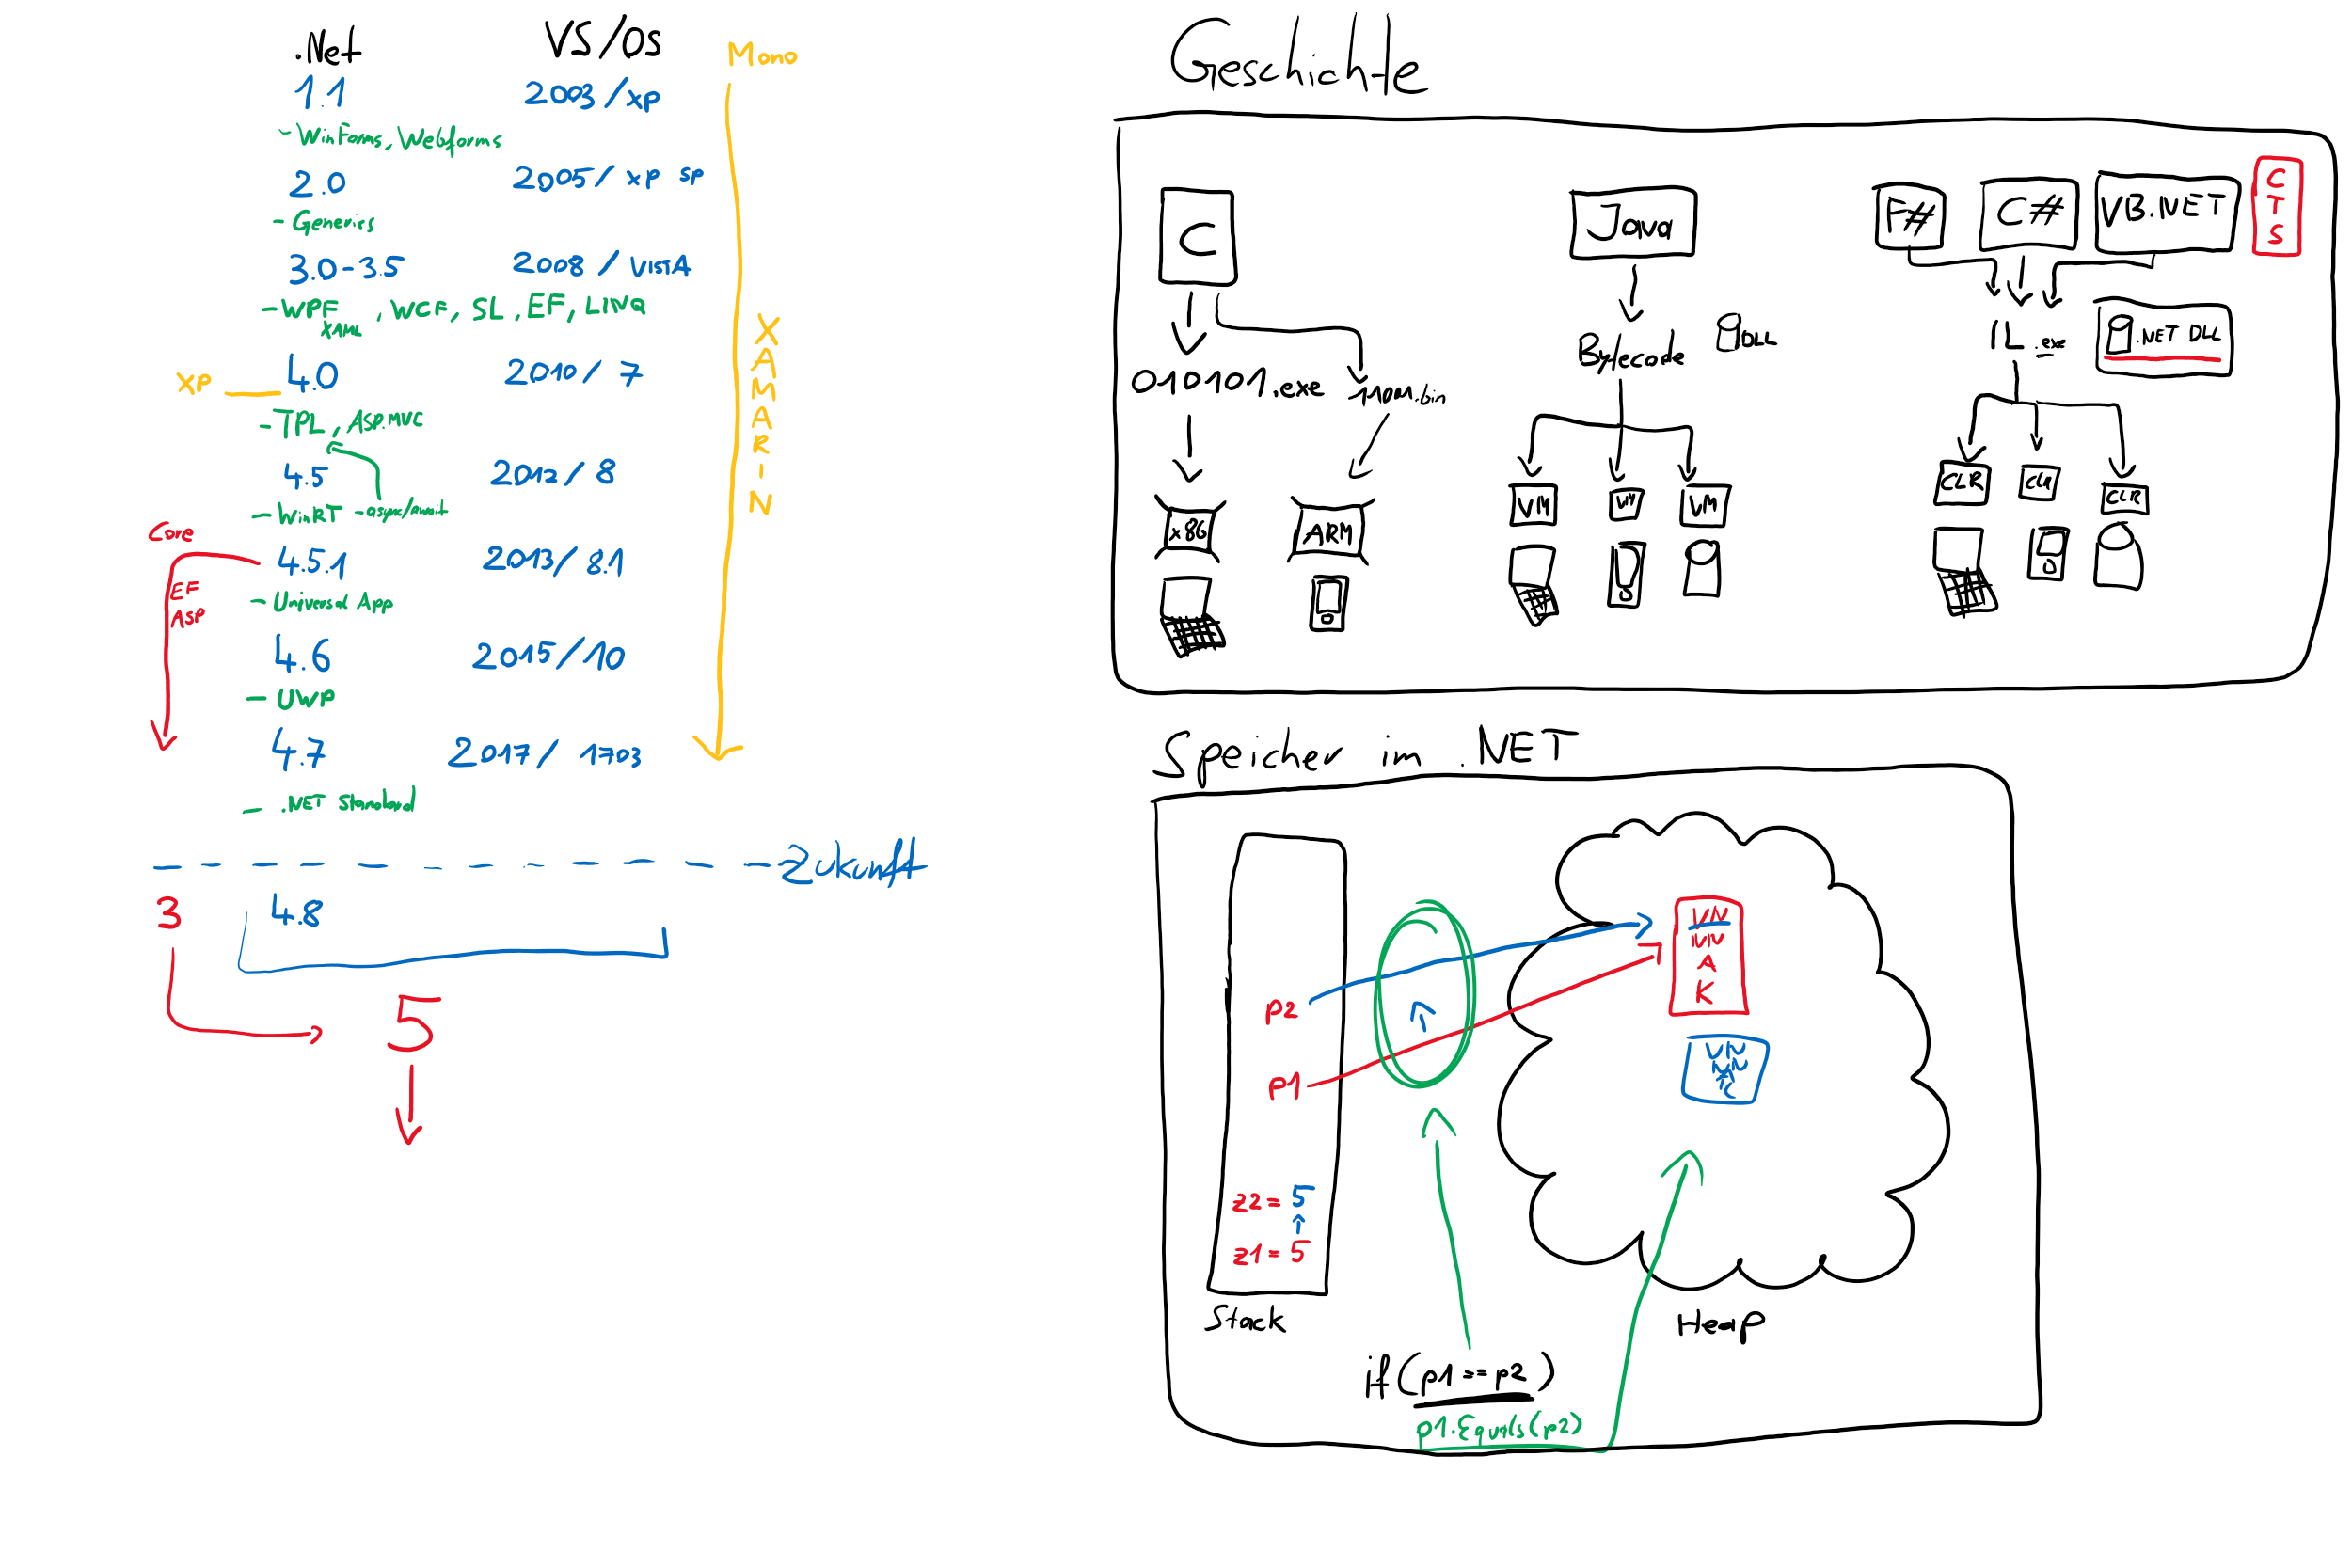 .Net VS/OS
Mono
1.1 2003/xp
- WinForms, Webforms
2.0 2005/ xp sp
- Generics
3.0-3.5 2008 / VISTA
- WPF, WCF, SL, EF, LINQ
XAML
XAMARIN
xp
4.0 2010/ 7
- TPL, Asp.MVC
4.5 2012/ 8
- WinRT - async/await
Core
4.5.1 2013/ 8.1
EF
ASP
- Universal App
4.6 2015/10
- UWP
4.7 2017/ 1703
- .NET Standard
Zukunft
3 4.8
5
Geschichte
C
Java
F# C# VB.NET
CTS
010101.exe
11001.bin
Bytecode
DLL
IL.exe
.NET DLL
x86
ARM
VM VM VM
CLR CLR CLR
Speicher im .NET
p2
p1
z2 = 5
z1 = 5
VN
A
K
VN
Stack
Heap
if(p1==p2)
p1.Equals(p2)